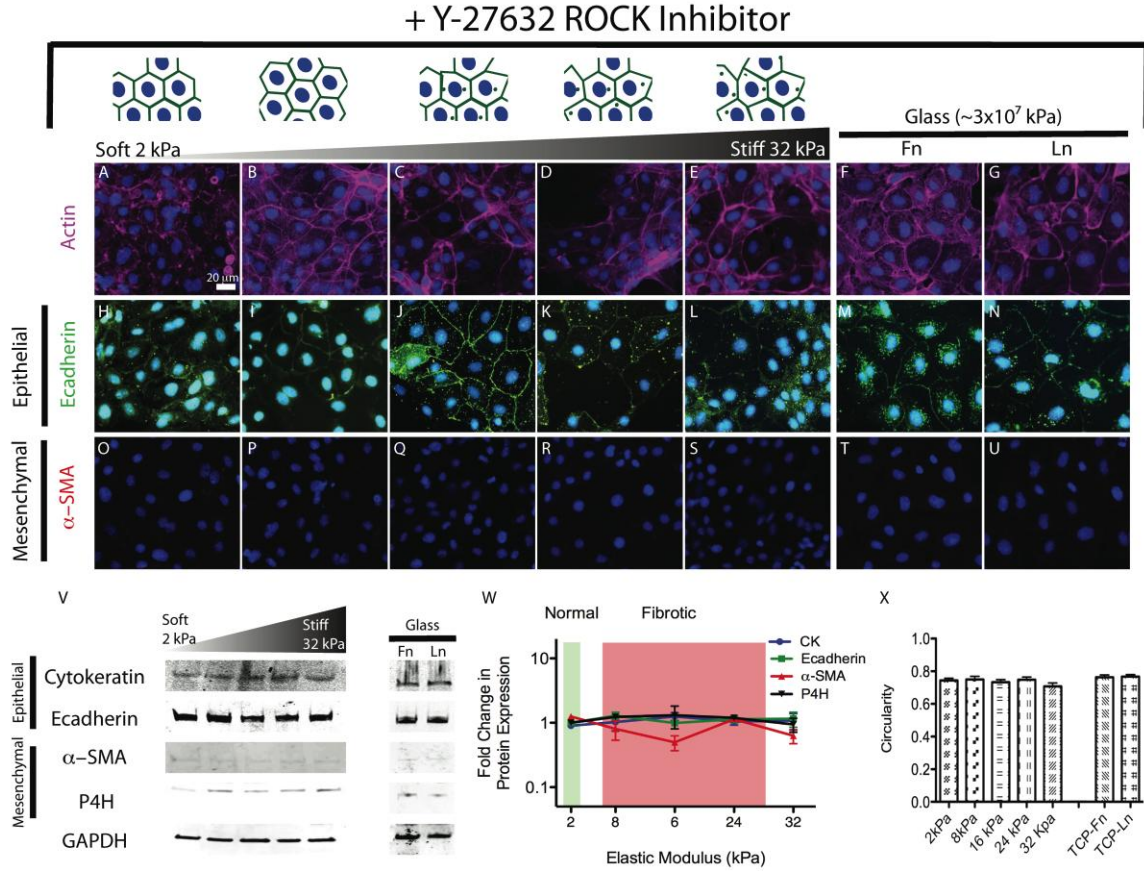 + Y-27632 ROCK Inhibitor
Glass (~3x10⁷ kPa)
Soft 2 kPa
Stiff 32 kPa
Fn
Ln
Actin
A
B
C
D
E
F
G
20 μm
Epithelial
Ecadherin
H
I
J
K
L
M
N
Mesenchymal
α-SMA
O
P
Q
R
S
T
U
V
Soft
2 kPa
Stiff
32 kPa
Glass
Fn
Ln
Epithelial
Cytokeratin
Ecadherin
Mesenchymal
α-SMA
P4H
GAPDH
W
Normal
Fibrotic
CK
Ecadherin
α-SMA
P4H
Fold Change in
Protein Expression
10
1
0.1
2
8
6
24
32
Elastic Modulus (kPa)
X
Circularity
1.0
0.8
0.6
0.4
0.2
0.0
2kPa
8kPa
16 kPa
24 kPa
32 Kpa
TCP-Fn
TCP-Ln